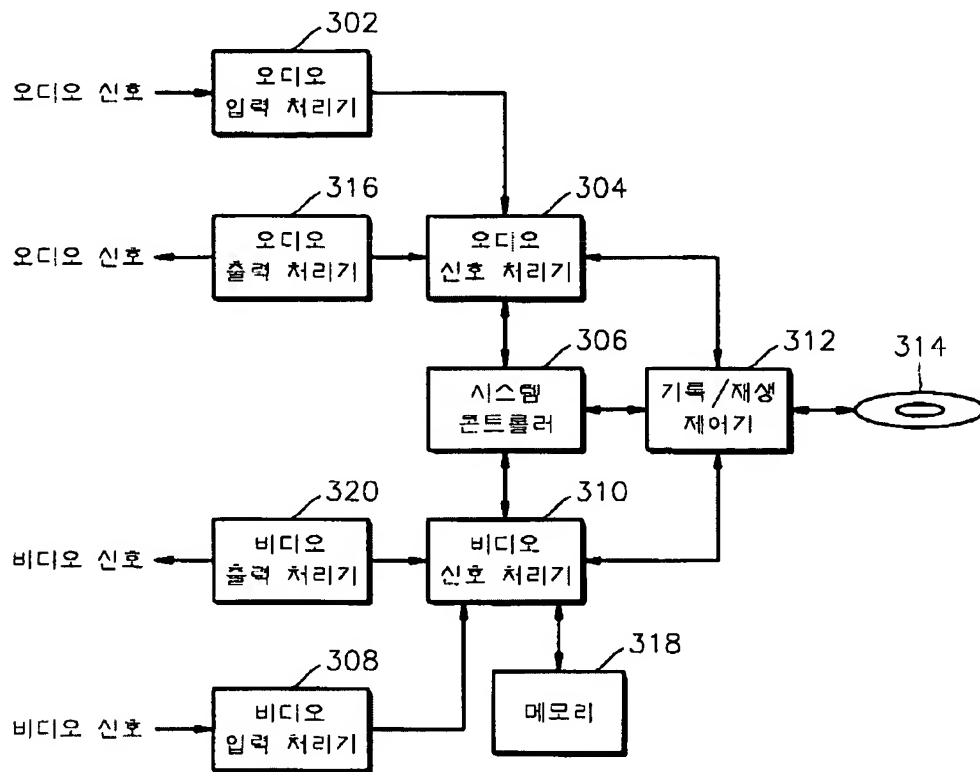 302
오디오 신호
오디오
입력 처리기
316
304
오디오 신호
오디오
출력 처리기
오디오
신호 처리기
306
312
314
시스템
콘트롤러
기록/재생
제어기
320
310
비디오 신호
비디오
출력 처리기
비디오
신호 처리기
308
318
비디오 신호
비디오
입력 처리기
메모리